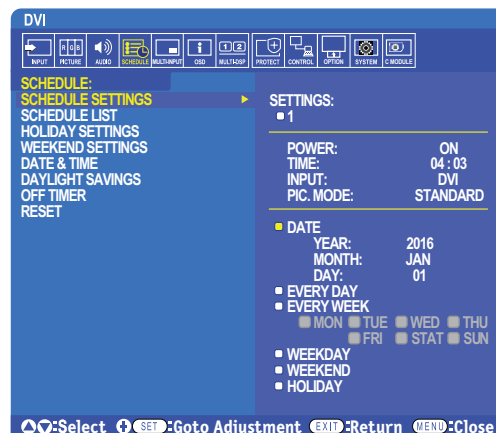 DVI
INPUT RGB PICTURE AUDIO SCHEDULE MULTI-INPUT OSD 1 2 MULTI-DSP PROTECT CONTROL OPTION SYSTEM C MODULE
SCHEDULE:
SCHEDULE SETTINGS
SCHEDULE LIST
HOLIDAY SETTINGS
WEEKEND SETTINGS
DATE & TIME
DAYLIGHT SAVINGS
OFF TIMER
RESET
SETTINGS:
1
POWER: ON
TIME: 04 : 03
INPUT: DVI
PIC. MODE: STANDARD
DATE
YEAR: 2016
MONTH: JAN
DAY: 01
EVERY DAY
EVERY WEEK
MON TUE WED THU
FRI STAT SUN
WEEKDAY
WEEKEND
HOLIDAY
:Select SET:Goto Adjustment EXIT:Return MENU:Close